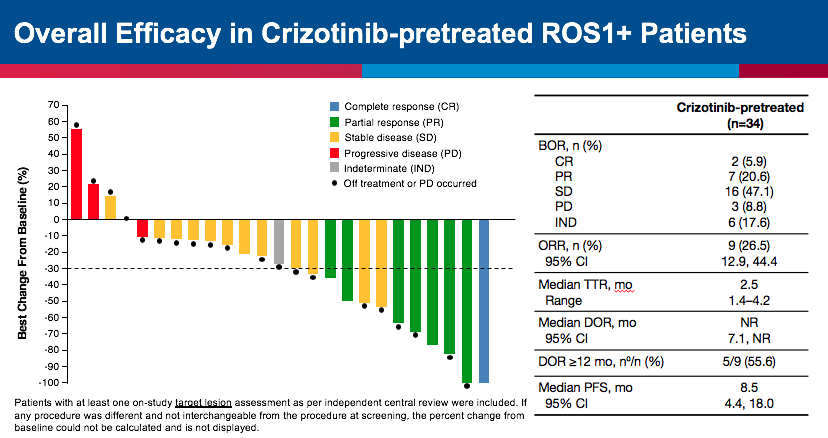 Overall Efficacy in Crizotinib-pretreated ROS1+ Patients
Best Change From Baseline (%)
70
60
50
40
30
20
10
0
-10
-20
-30
-40
-50
-60
-70
-80
-90
-100
Complete response (CR)
Partial response (PR)
Stable disease (SD)
Progressive disease (PD)
Indeterminate (IND)
Off treatment or PD occurred
Patients with at least one on-study target lesion assessment as per independent central review were included. If
any procedure was different and not interchangeable from the procedure at screening, the percent change from
baseline could not be calculated and is not displayed.
Crizotinib-pretreated
(n=34)
BOR, n (%)
CR 2 (5.9)
PR 7 (20.6)
SD 16 (47.1)
PD 3 (8.8)
IND 6 (17.6)
ORR, n (%) 9 (26.5)
95% CI 12.9, 44.4
Median TTR, mo 2.5
Range 1.4–4.2
Median DOR, mo NR
95% CI 7.1, NR
DOR ≥12 mo, nº/n (%) 5/9 (55.6)
Median PFS, mo 8.5
95% CI 4.4, 18.0